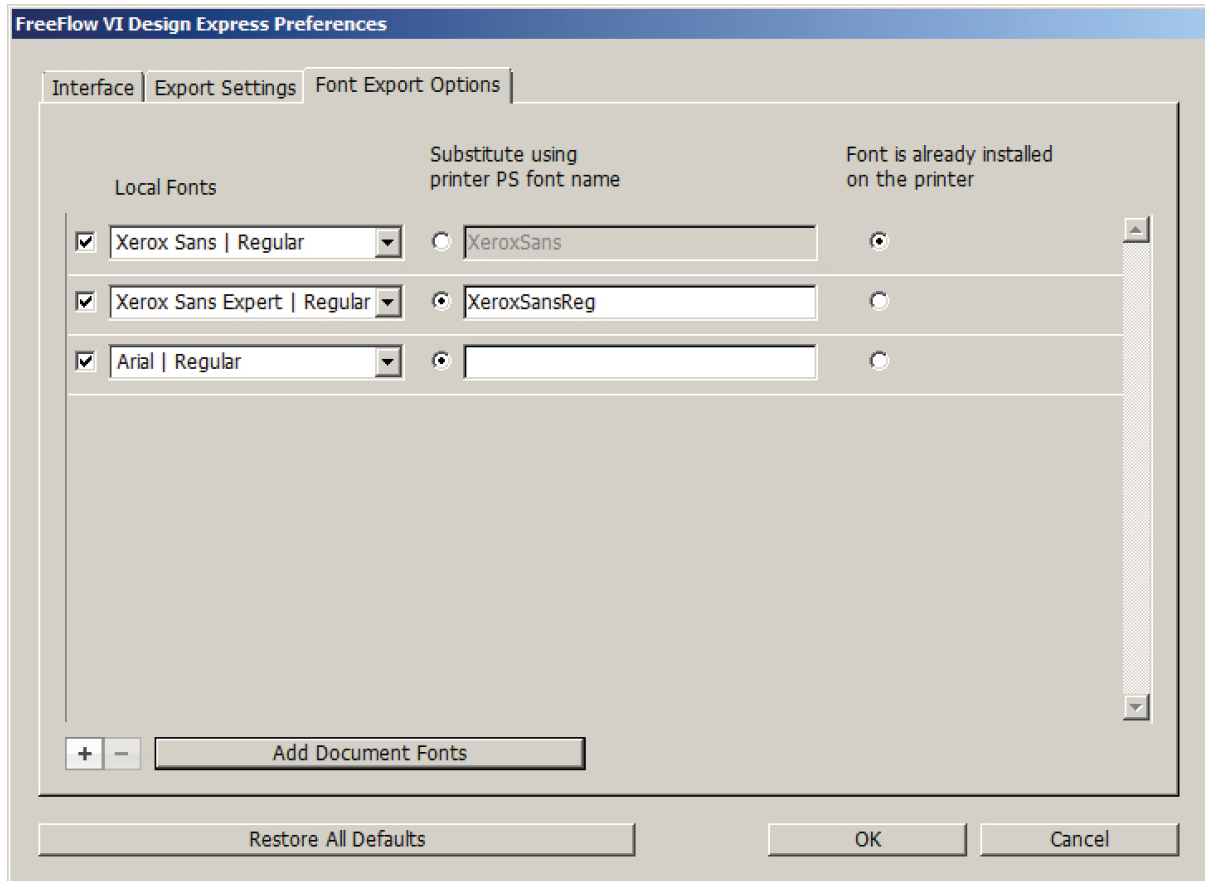 FreeFlow VI Design Express Preferences
Interface
Export Settings
Font Export Options
Local Fonts
Substitute using
printer PS font name
Font is already installed
on the printer
Xerox Sans | Regular
XeroxSans
Xerox Sans Expert | Regular
XeroxSansReg
Arial | Regular
+
−
Add Document Fonts
Restore All Defaults
OK
Cancel